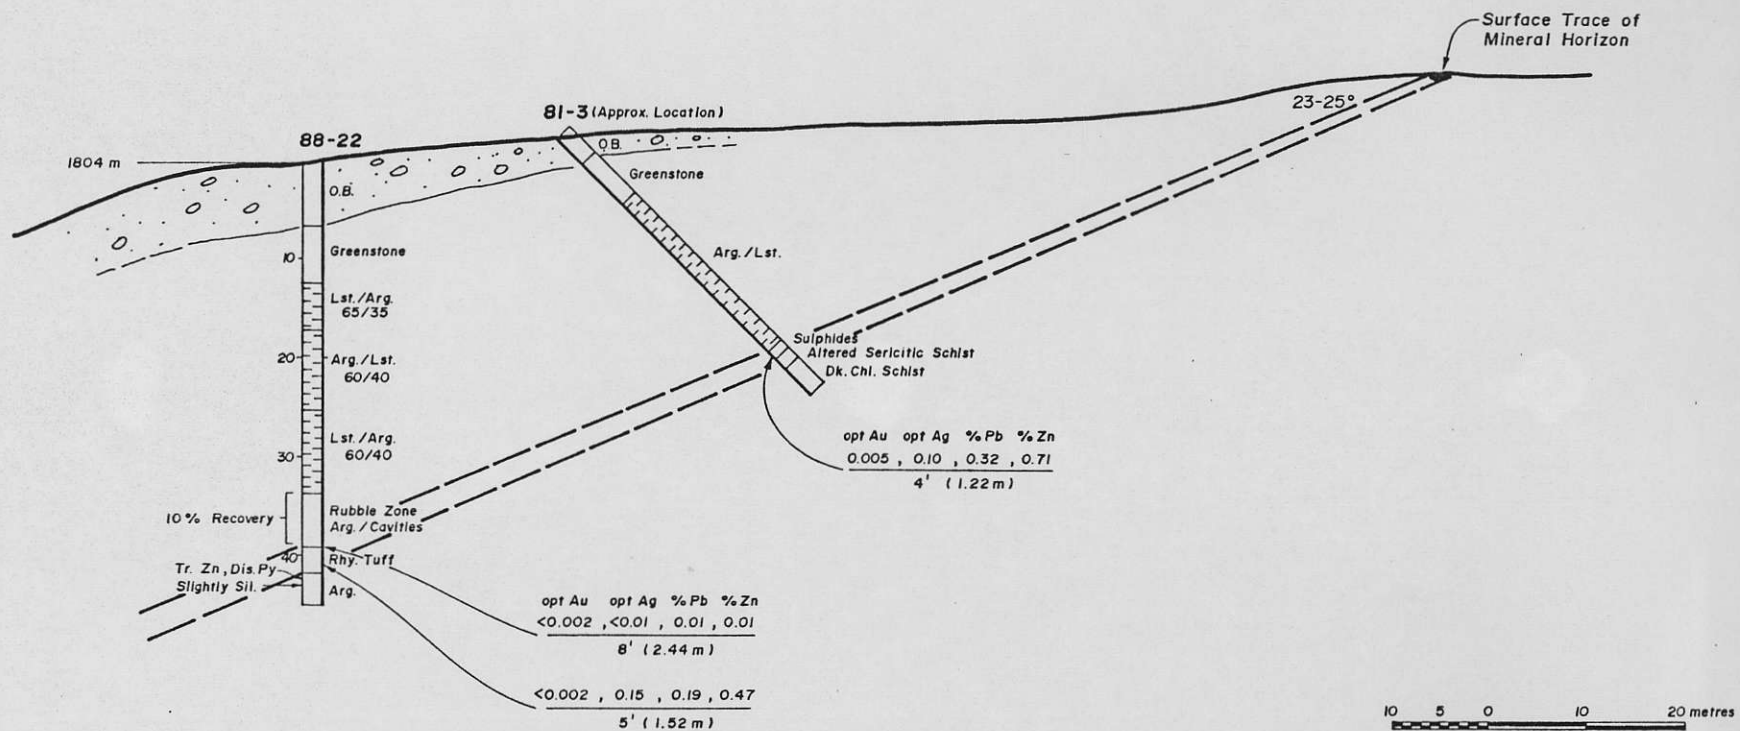 Surface Trace of
Mineral Horizon
23-25°
81-3 (Approx. Location)
88-22
1804 m
O.B.
Greenstone
Arg./Lst.
Sulphides
Altered Sericitic Schist
Dk. Chl. Schist
opt Au opt Ag %Pb %Zn
0.005 , 0.10 , 0.32 , 0.71
4' (1.22m)
O.B.
10
Greenstone
Lst./Arg.
65/35
20
Arg./Lst.
60/40
30
Lst./Arg.
60/40
10% Recovery
Rubble Zone
Arg./Cavities
40
Rhy. Tuff
Tr. Zn, Dis. Py
Slightly Sil.
Arg.
opt Au opt Ag %Pb %Zn
<0.002 , <0.01 , 0.01 , 0.01
8' (2.44m)
<0.002 , 0.15 , 0.19 , 0.47
5' (1.52m)
10 5 0 10 20 metres